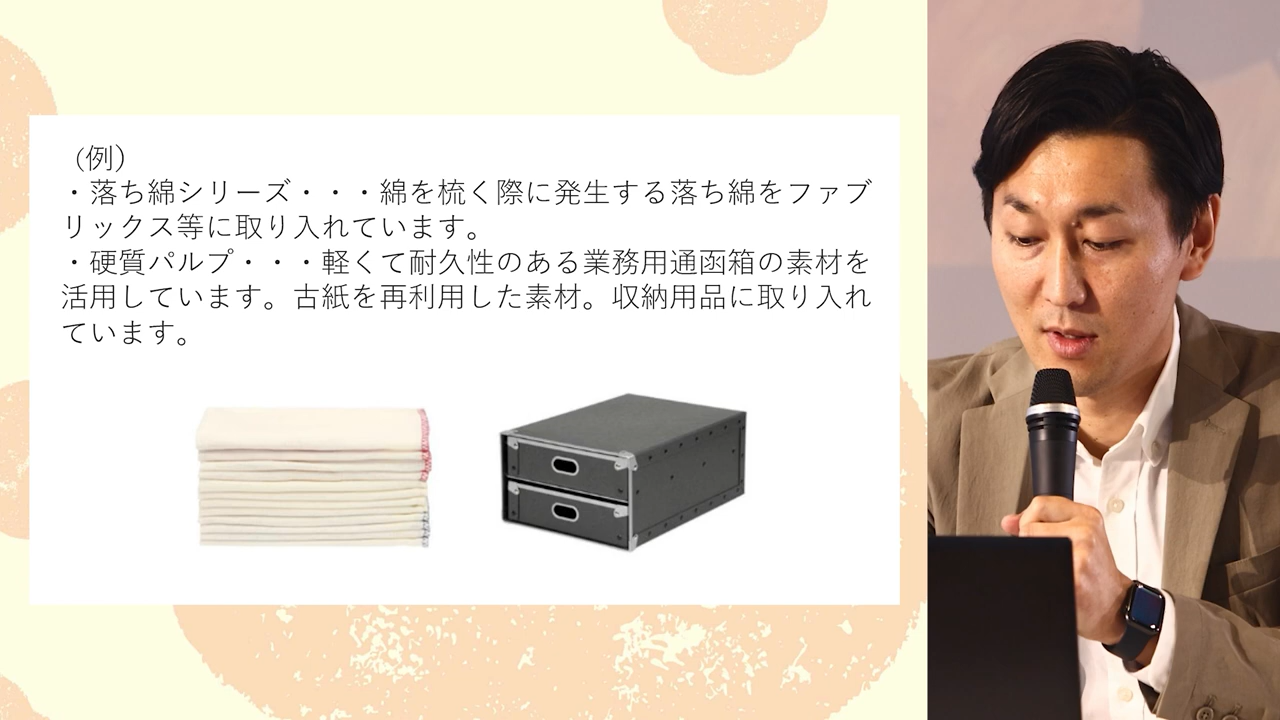 （例）
・落ち綿シリーズ・・・綿を梳く際に発生する落ち綿をファブ
リックス等に取り入れています。
・硬質パルプ・・・軽くて耐久性のある業務用通函箱の素材を
活用しています。古紙を再利用した素材。収納用品に取り入れ
ています。